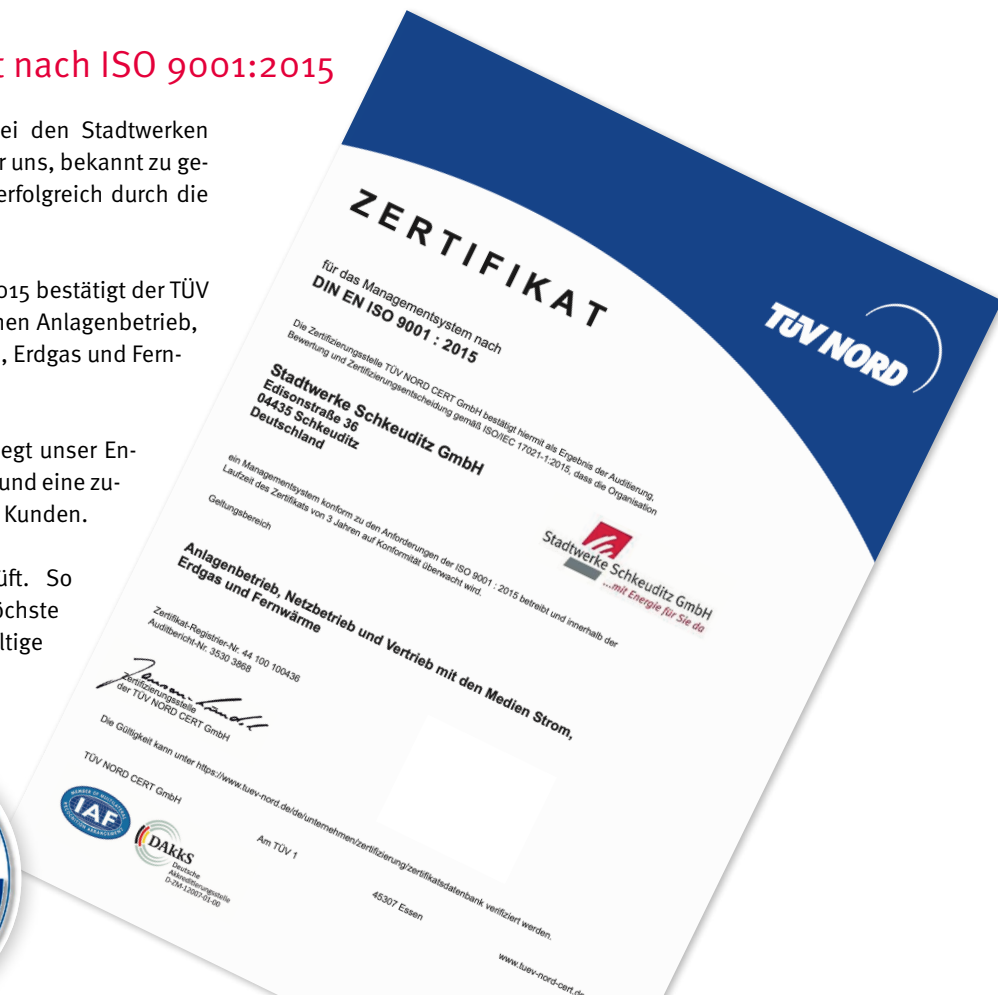 t nach ISO 9001:2015
ei den Stadtwerken
r uns, bekannt zu ge-
erfolgreich durch die
015 bestätigt der TÜV
nen Anlagenbetrieb,
, Erdgas und Fern-
egt unser En-
und eine zu-
Kunden.
üft. So
öchste
ltige
ZERTIFIKAT
für das Managementsystem nach
DIN EN ISO 9001 : 2015
TÜV NORD
Die Zertifizierungsstelle TÜV NORD CERT GmbH bestätigt hiermit als Ergebnis der Auditierung,
Bewertung und Zertifizierungsentscheidung gemäß ISO/IEC 17021-1:2015, dass die Organisation
Stadtwerke Schkeuditz GmbH
Edisonstraße 36
04435 Schkeuditz
Deutschland
Stadtwerke Schkeuditz GmbH
...mit Energie für Sie da
ein Managementsystem konform zu den Anforderungen der ISO 9001 : 2015 betreibt und innerhalb der
Laufzeit des Zertifikats von 3 Jahren auf Konformität überwacht wird.
Geltungsbereich
Anlagenbetrieb, Netzbetrieb und Vertrieb mit den Medien Strom,
Erdgas und Fernwärme
Zertifikat-Registrier-Nr. 44 100 100436
Auditbericht-Nr. 3530 3868
Zertifizierungsstelle
der TÜV NORD CERT GmbH
Die Gültigkeit kann unter https://www.tuev-nord.de/de/unternehmen/zertifizierung/zertifikatsdatenbank verifiziert werden.
TÜV NORD CERT GmbH
Am TÜV 1
45307 Essen
www.tuev-nord-cert.de
MEMBER OF MULTILATERAL
IAF
RECOGNITION ARRANGEMENT
DAkkS
Deutsche
Akkreditierungsstelle
D-ZM-12007-01-00